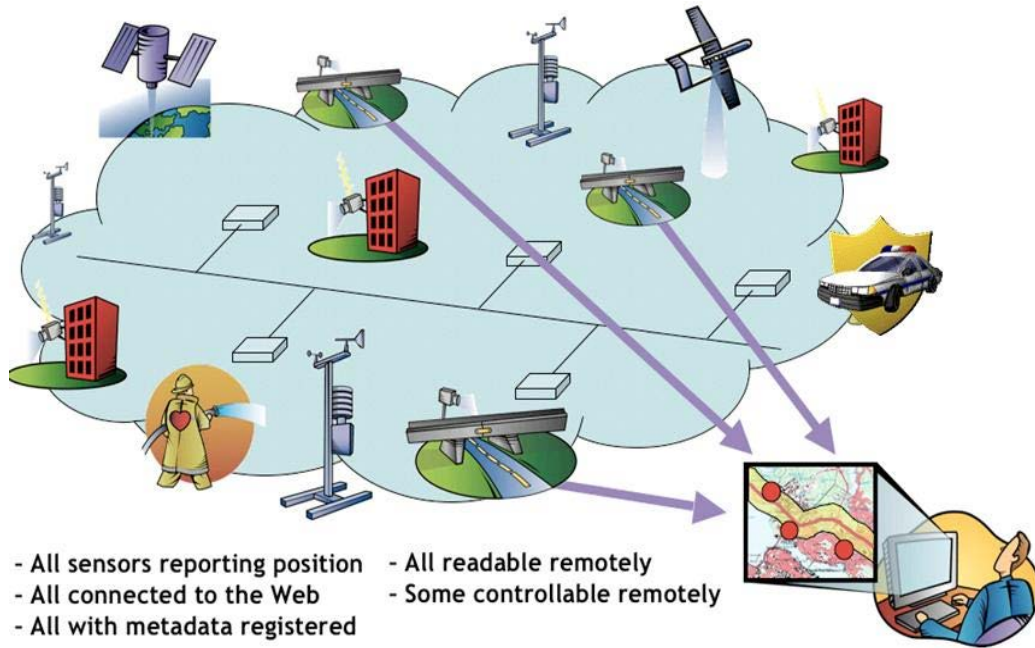 - All sensors reporting position
- All connected to the Web
- All with metadata registered
- All readable remotely
- Some controllable remotely